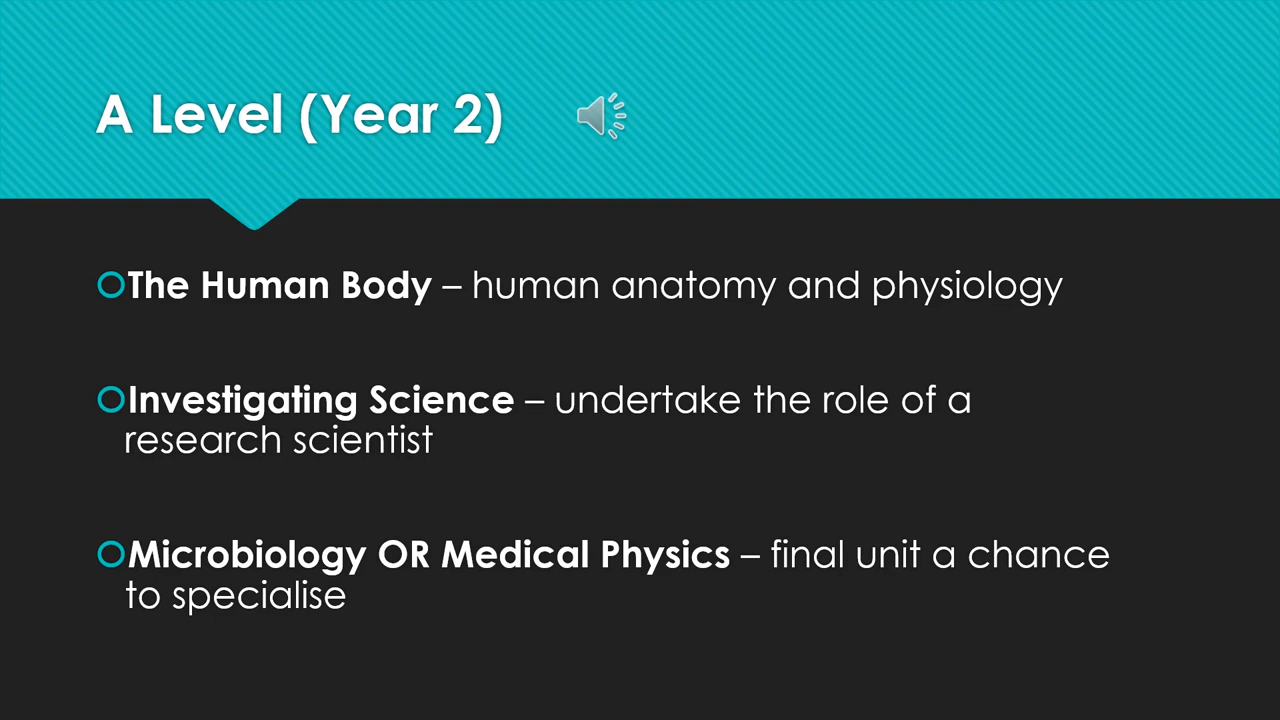 A Level (Year 2)
The Human Body – human anatomy and physiology
Investigating Science – undertake the role of a
research scientist
Microbiology OR Medical Physics – final unit a chance
to specialise